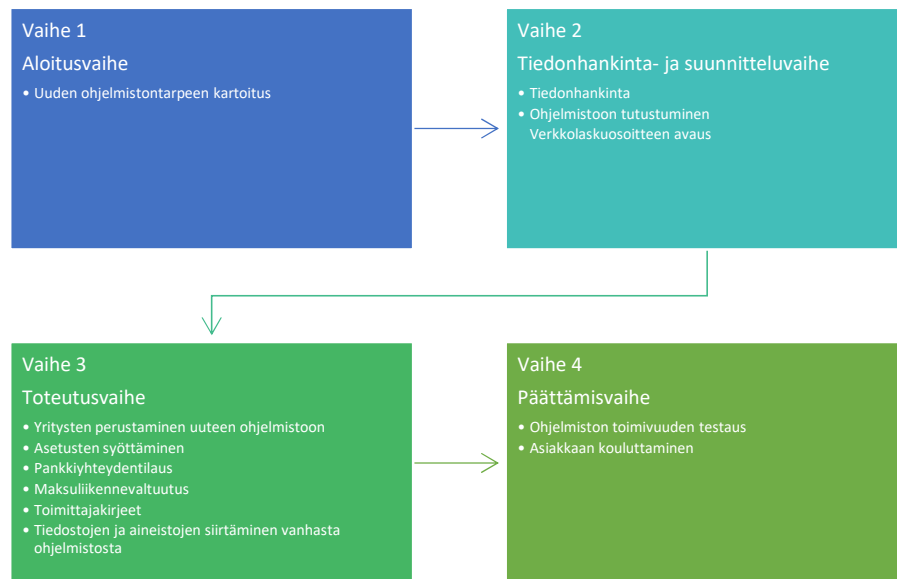 Vaihe 1
Aloitusvaihe
• Uuden ohjelmistontarpeen kartoitus
Vaihe 2
Tiedonhankinta- ja suunnitteluvaihe
• Tiedonhankinta
• Ohjelmistoon tutustuminen
Verkkolaskuosoitteen avaus
Vaihe 3
Toteutusvaihe
• Yritysten perustaminen uuteen ohjelmistoon
• Asetusten syöttäminen
• Pankkiyhteydentilaus
• Maksuliikennevaltuutus
• Toimittajakirjeet
• Tiedostojen ja aineistojen siirtäminen vanhasta
ohjelmistosta
Vaihe 4
Päättämisvaihe
• Ohjelmiston toimivuuden testaus
• Asiakkaan kouluttaminen